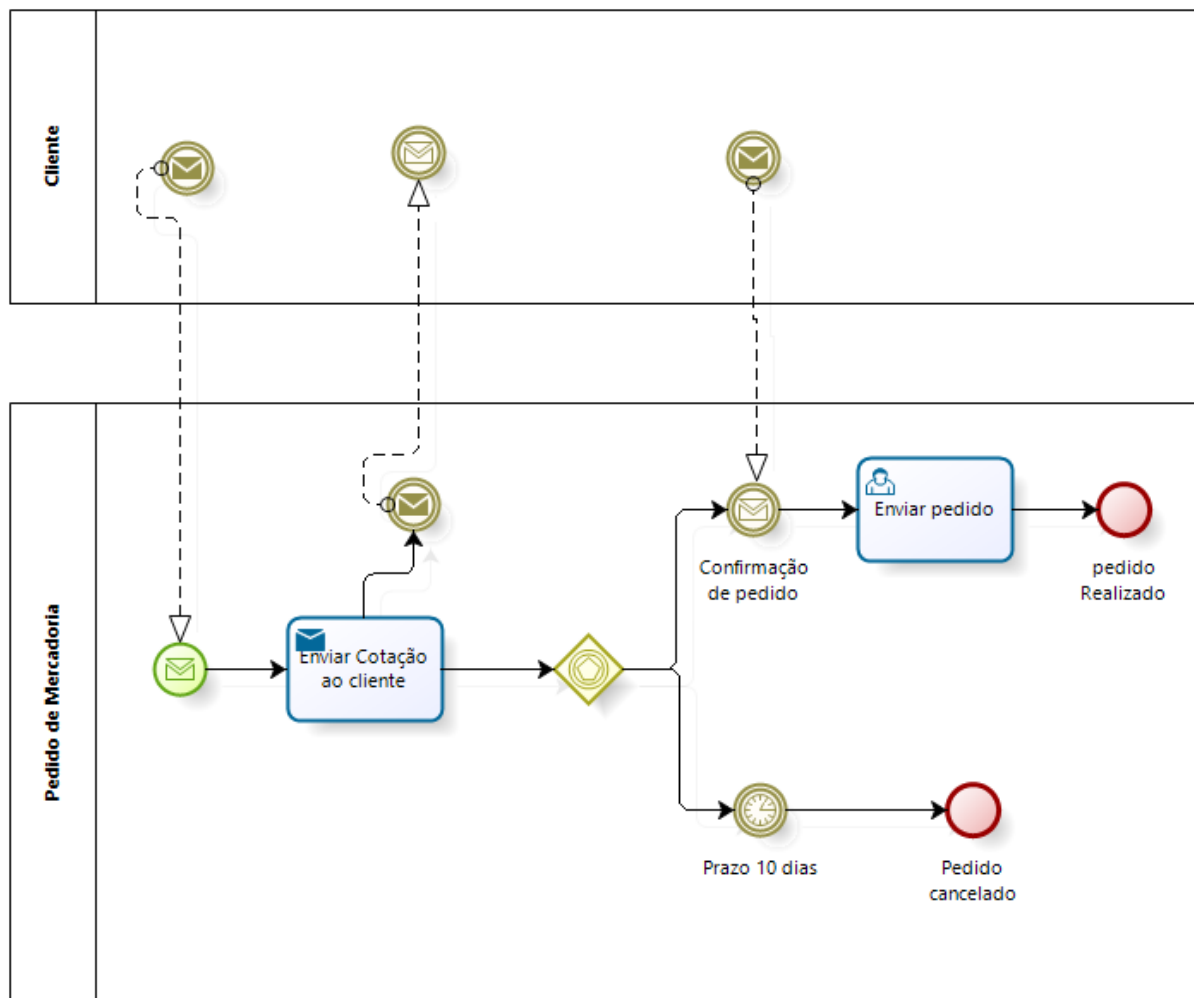 Cliente
Pedido de Mercadoria
Enviar Cotação
ao cliente
Confirmação
de pedido
Enviar pedido
pedido
Realizado
Prazo 10 dias
Pedido
cancelado